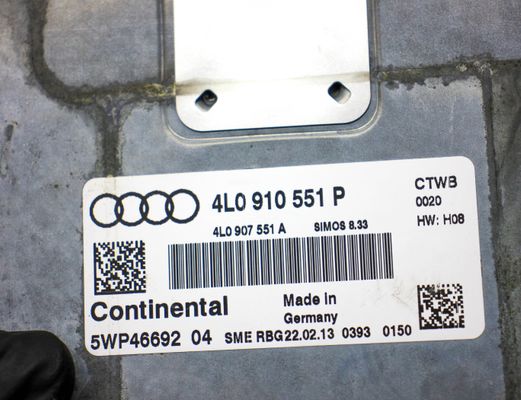 4L0 910 551 P
CTWB
0020
HW: H08
4L0 907 551 A SIMOS 8.33
Continental
Made in
Germany
5WP46692 04 SME RBG22.02.13 0393 0150